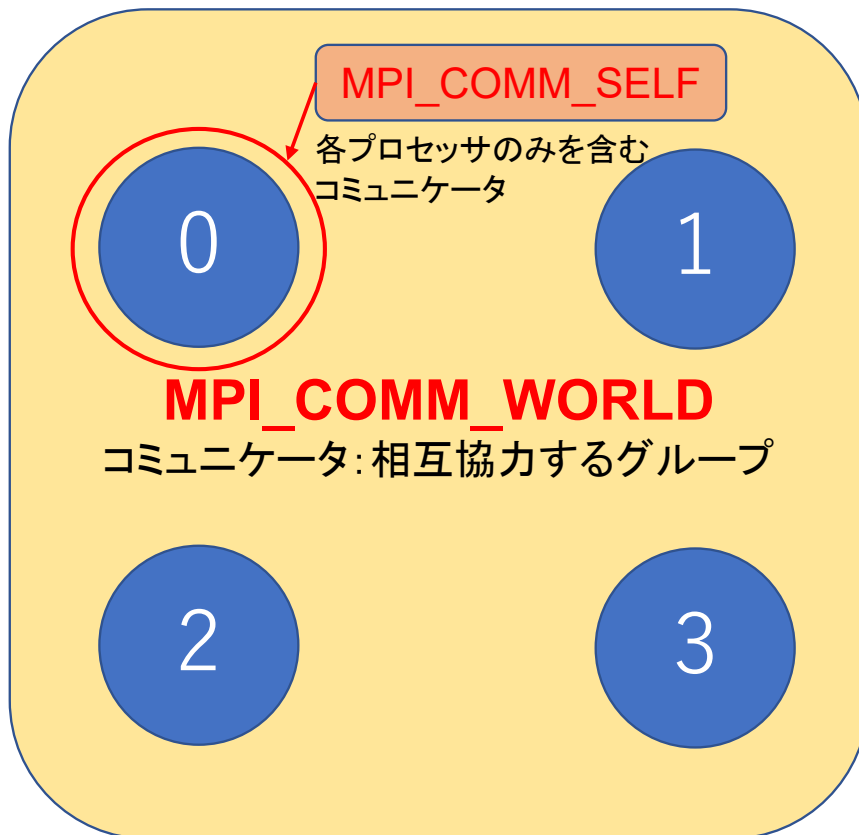 MPI_COMM_SELF
各プロセッサのみを含む
コミュニケータ
0
1
MPI_COMM_WORLD
コミュニケータ：相互協力するグループ
2
3